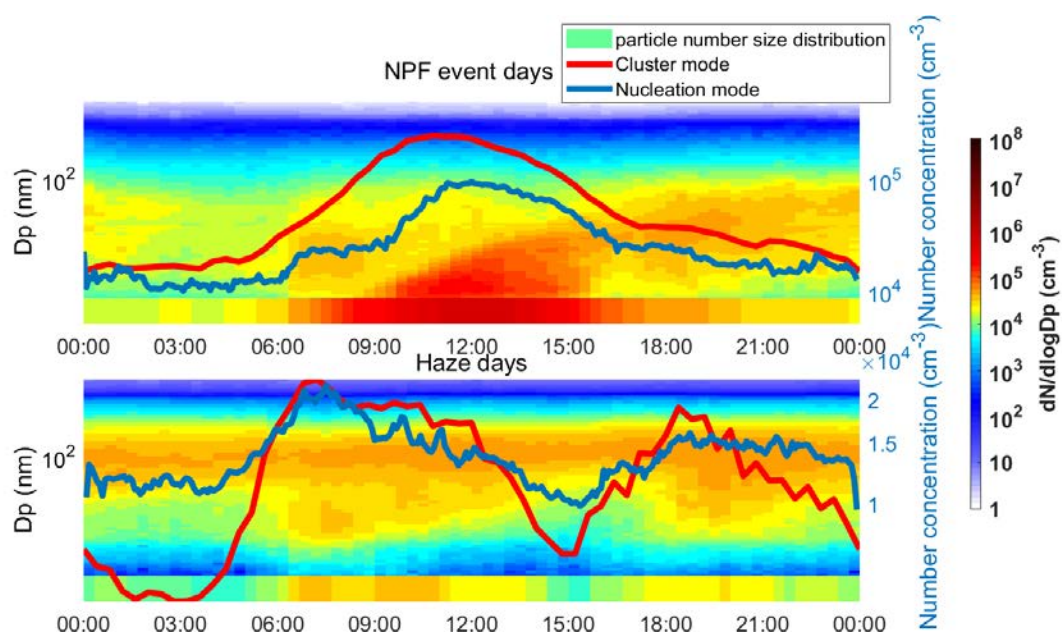 particle number size distribution
Cluster mode
Nucleation mode
NPF event days
Dp (nm)
10²
10⁵
10⁴
Number concentration (cm⁻³)
00:00 03:00 06:00 09:00 12:00 15:00 18:00 21:00 00:00
Haze days
×10⁴
Dp (nm)
10²
2
1.5
1
Number concentration (cm⁻³)
00:00 03:00 06:00 09:00 12:00 15:00 18:00 21:00 00:00
10⁸
10⁷
10⁶
10⁵
10⁴
10³
10²
10
1
dN/dlogDp (cm⁻³)